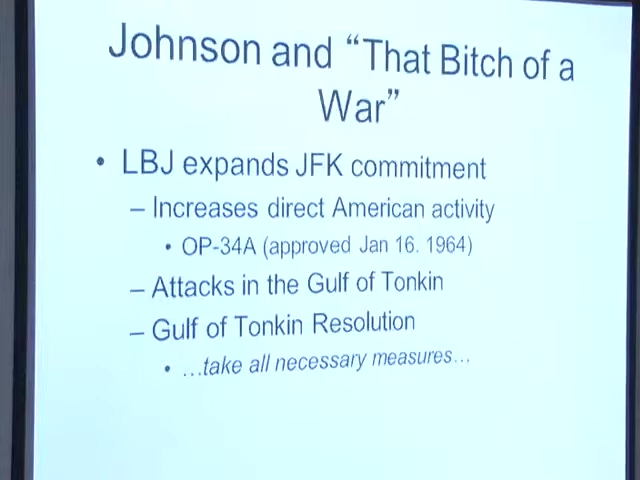 Johnson and “That Bitch of a
War”
• LBJ expands JFK commitment
– Increases direct American activity
• OP-34A (approved Jan 16. 1964)
– Attacks in the Gulf of Tonkin
– Gulf of Tonkin Resolution
• …take all necessary measures…